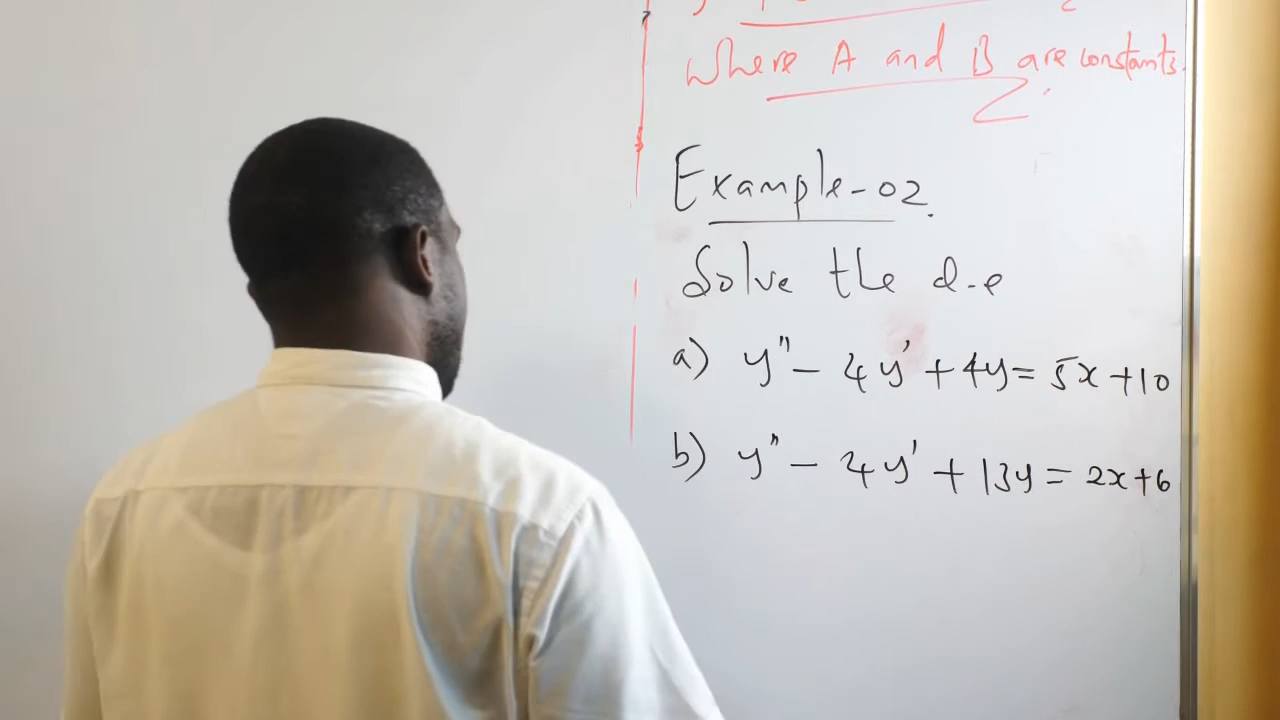 where A and B are constants.
Example-02.
Solve the d-e
a) y" - 4y' + 4y = 5x + 10
b) y" - 4y' + 13y = 2x + 6